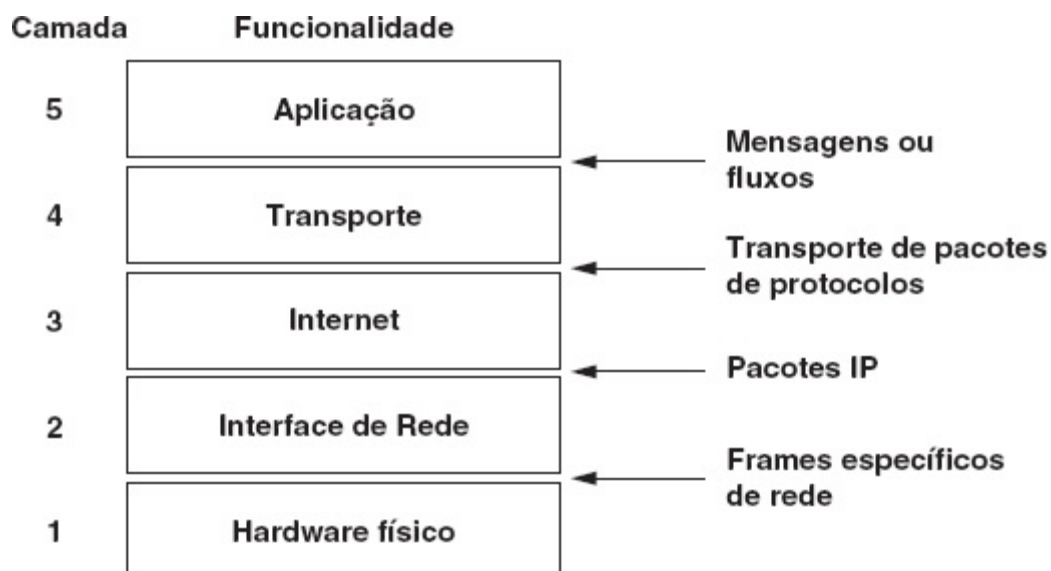 Camada Funcionalidade
5 Aplicação
Mensagens ou
fluxos
4 Transporte
Transporte de pacotes
de protocolos
3 Internet
Pacotes IP
2 Interface de Rede
Frames específicos
de rede
1 Hardware físico